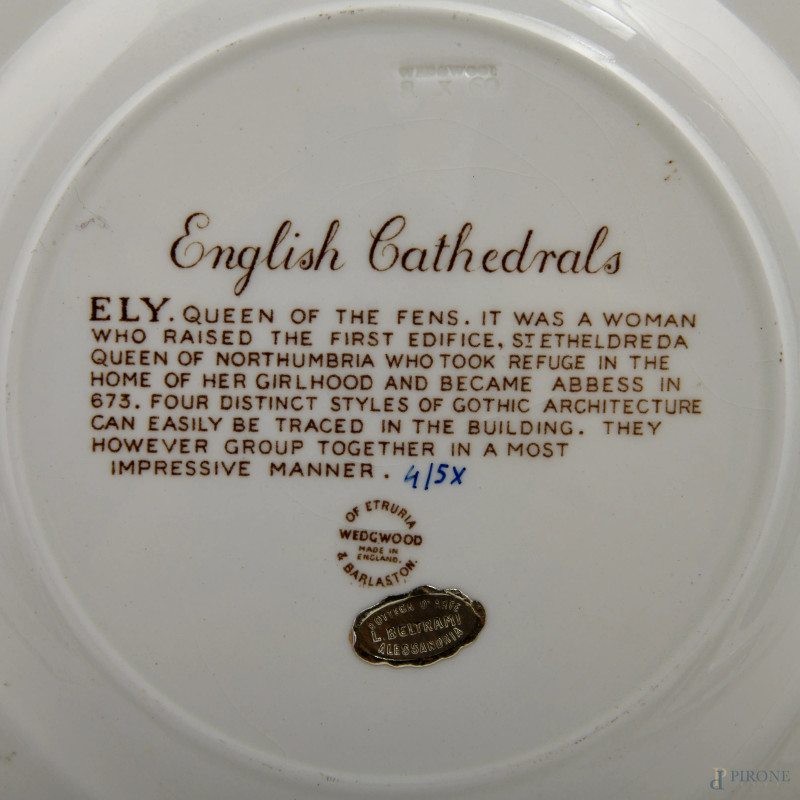 WEDGWOOD
English Cathedrals
ELY. QUEEN OF THE FENS. IT WAS A WOMAN
WHO RAISED THE FIRST EDIFICE, ST ETHELDREDA
QUEEN OF NORTHUMBRIA WHO TOOK REFUGE IN THE
HOME OF HER GIRLHOOD AND BECAME ABBESS IN
673. FOUR DISTINCT STYLES OF GOTHIC ARCHITECTURE
CAN EASILY BE TRACED IN THE BUILDING. THEY
HOWEVER GROUP TOGETHER IN A MOST
IMPRESSIVE MANNER. 4/5X
OF ETRURIA
WEDGWOOD
MADE IN
ENGLAND.
& BARLASTON.
BOTTEGA D'ARTE
L. BELTRAMI
ALESSANDRIA
PIRONE